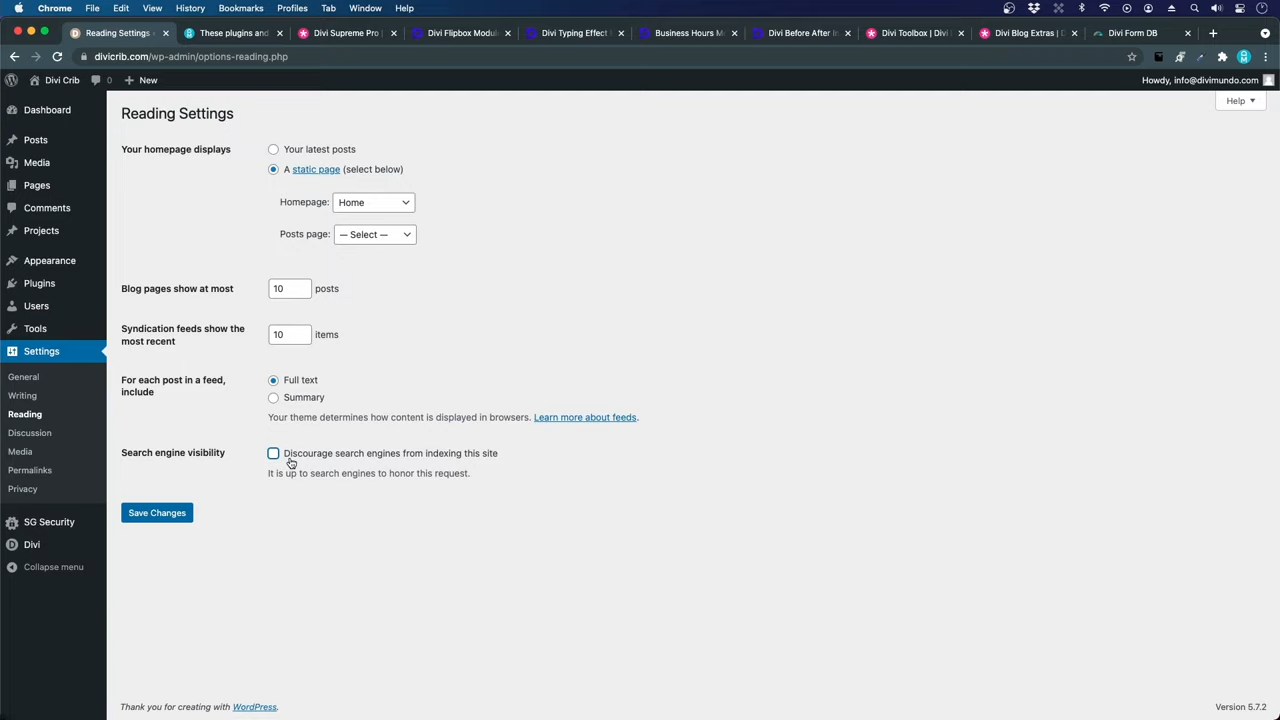 Chrome File Edit View History Bookmarks Profiles Tab Window Help
Reading Settings ‹ These plugins and Divi Supreme Pro | Divi Flipbox Modul Divi Typing Effect Business Hours Mo Divi Before After In Divi Toolbox | Divi Divi Blog Extras | D Divi Form DB
divicrib.com/wp-admin/options-reading.php
Divi Crib 0 New Howdy, info@divimundo.com
Help
Reading Settings
Dashboard
Posts
Media
Pages
Comments
Projects
Appearance
Plugins
Users
Tools
Settings
General
Writing
Reading
Discussion
Media
Permalinks
Privacy
SG Security
Divi
Collapse menu
Your homepage displays
Your latest posts
A static page (select below)
Homepage: Home
Posts page: — Select —
Blog pages show at most 10 posts
Syndication feeds show the
most recent
10 items
For each post in a feed,
include
Full text
Summary
Your theme determines how content is displayed in browsers. Learn more about feeds.
Search engine visibility
Discourage search engines from indexing this site
It is up to search engines to honor this request.
Save Changes
Thank you for creating with WordPress. Version 5.7.2